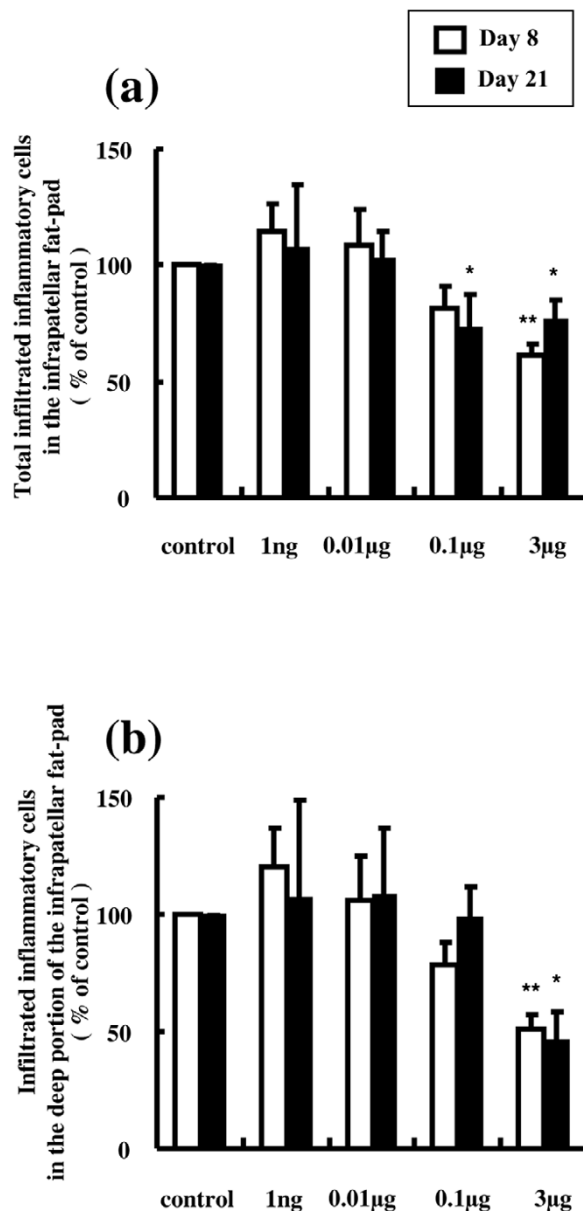 Day 8
Day 21
(a)
Total infiltrated inflammatory cells
in the infrapatellar fat-pad
( % of control )
150
100
50
0
*
**
*
control 1ng 0.01µg 0.1µg 3µg
(b)
Infiltrated inflammatory cells
in the deep portion of the infrapatellar fat-pad
( % of control )
150
100
50
0
** *
control 1ng 0.01µg 0.1µg 3µg